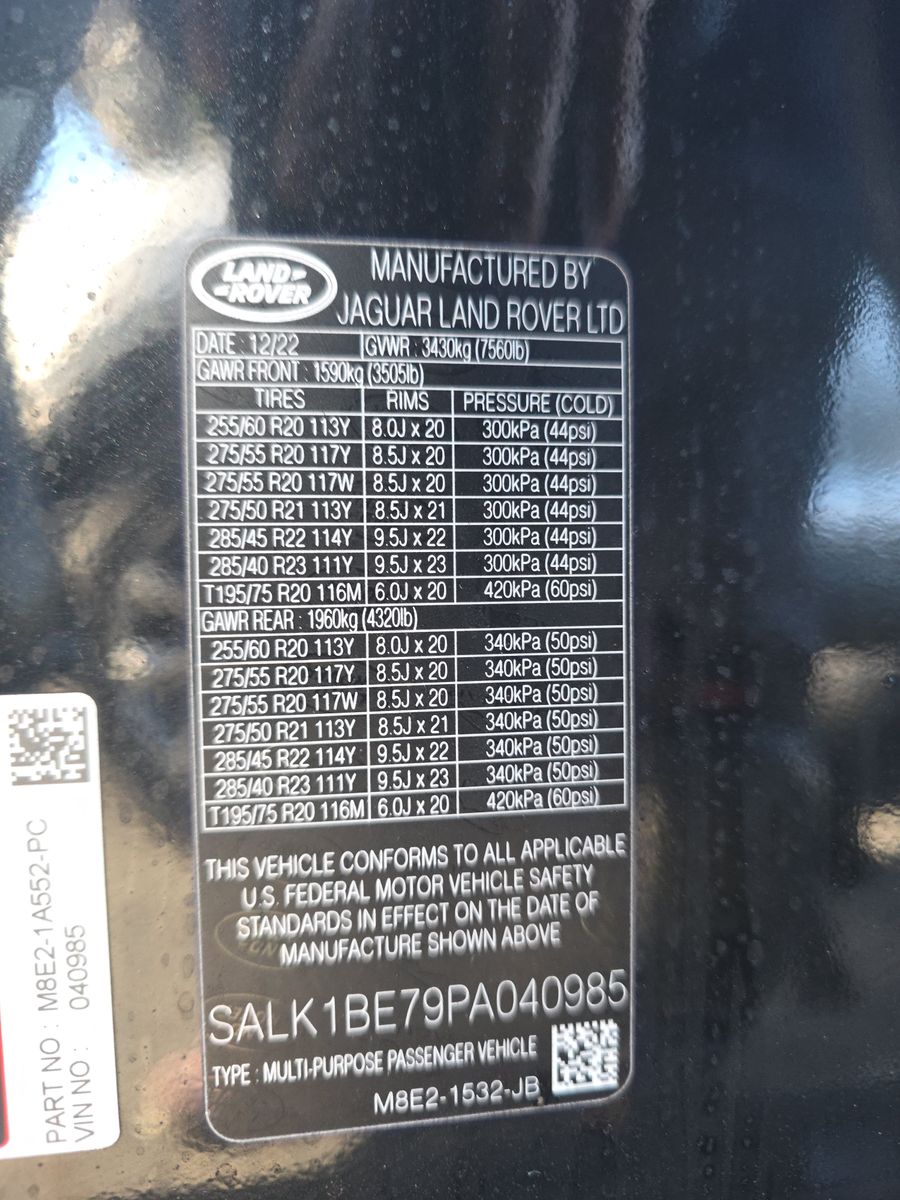 LAND
ROVER
MANUFACTURED BY
JAGUAR LAND ROVER LTD
DATE : 12/22 GVWR : 3430kg (7560lb)
GAWR FRONT : 1590kg (3505lb)
TIRES RIMS PRESSURE (COLD)
255/60 R20 113Y 8.0J x 20 300kPa (44psi)
275/55 R20 117Y 8.5J x 20 300kPa (44psi)
275/55 R20 117W 8.5J x 20 300kPa (44psi)
275/50 R21 113Y 8.5J x 21 300kPa (44psi)
285/45 R22 114Y 9.5J x 22 300kPa (44psi)
285/40 R23 111Y 9.5J x 23 300kPa (44psi)
T195/75 R20 116M 6.0J x 20 420kPa (60psi)
GAWR REAR : 1960kg (4320lb)
255/60 R20 113Y 8.0J x 20 340kPa (50psi)
275/55 R20 117Y 8.5J x 20 340kPa (50psi)
275/55 R20 117W 8.5J x 20 340kPa (50psi)
275/50 R21 113Y 8.5J x 21 340kPa (50psi)
285/45 R22 114Y 9.5J x 22 340kPa (50psi)
285/40 R23 111Y 9.5J x 23 340kPa (50psi)
T195/75 R20 116M 6.0J x 20 420kPa (60psi)
THIS VEHICLE CONFORMS TO ALL APPLICABLE
U.S. FEDERAL MOTOR VEHICLE SAFETY
STANDARDS IN EFFECT ON THE DATE OF
MANUFACTURE SHOWN ABOVE
SALK1BE79PA040985
TYPE : MULTI-PURPOSE PASSENGER VEHICLE
M8E2-1532-JB
PART NO : M8E2-1A552-PC
VIN NO : 040985